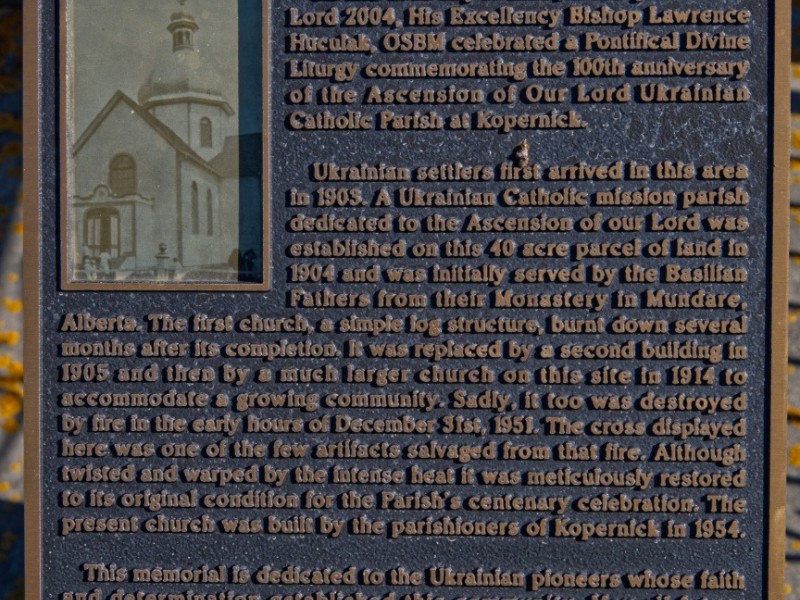 Lord 2004, His Excellency Bishop Lawrence
Huculak, OSBM celebrated a Pontifical Divine
Liturgy commemorating the 100th anniversary
of the Ascension of Our Lord Ukrainian
Catholic Parish at Kopernick.
Ukrainian settlers first arrived in this area
in 1903. A Ukrainian Catholic mission parish
dedicated to the Ascension of our Lord was
established on this 40 acre parcel of land in
1904 and was initially served by the Basilian
Fathers from their Monastery in Mundare,
Alberta. The first church, a simple log structure, burnt down several
months after its completion. It was replaced by a second building in
1905 and then by a much larger church on this site in 1914 to
accommodate a growing community. Sadly, it too was destroyed
by fire in the early hours of December 31st, 1951. The cross displayed
here was one of the few artifacts salvaged from that fire. Although
twisted and warped by the intense heat it was meticulously restored
to its original condition for the Parish's centenary celebration. The
present church was built by the parishioners of Kopernick in 1954.
This memorial is dedicated to the Ukrainian pioneers whose faith
and determination established this